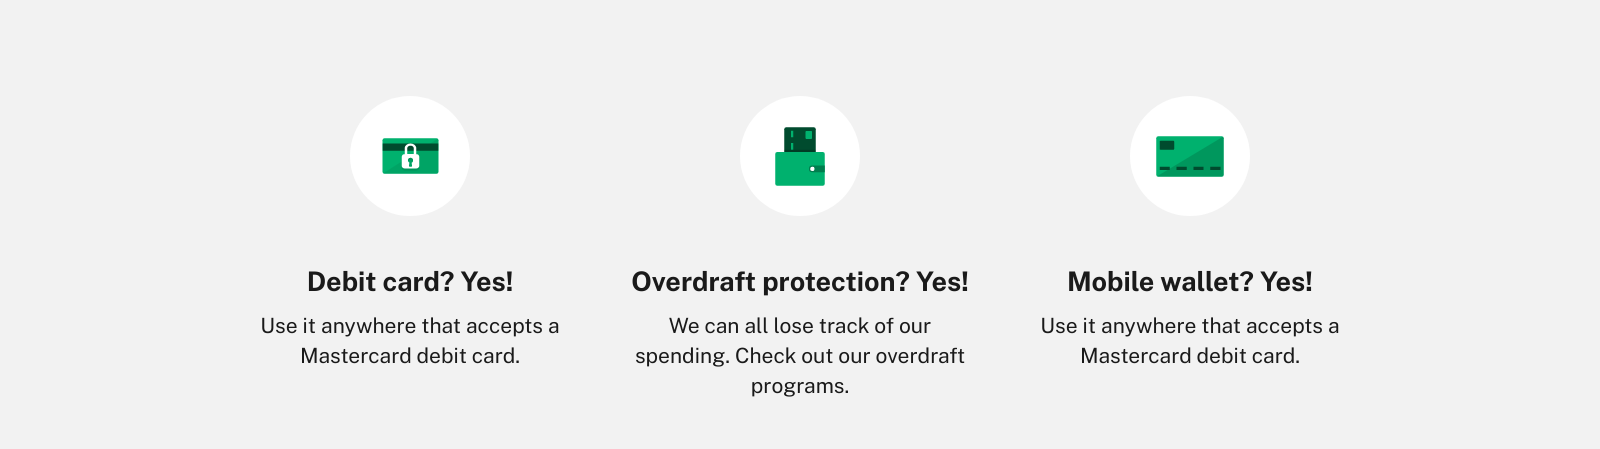 Debit card? Yes!
Use it anywhere that accepts a
Mastercard debit card.
Overdraft protection? Yes!
We can all lose track of our
spending. Check out our overdraft
programs.
Mobile wallet? Yes!
Use it anywhere that accepts a
Mastercard debit card.